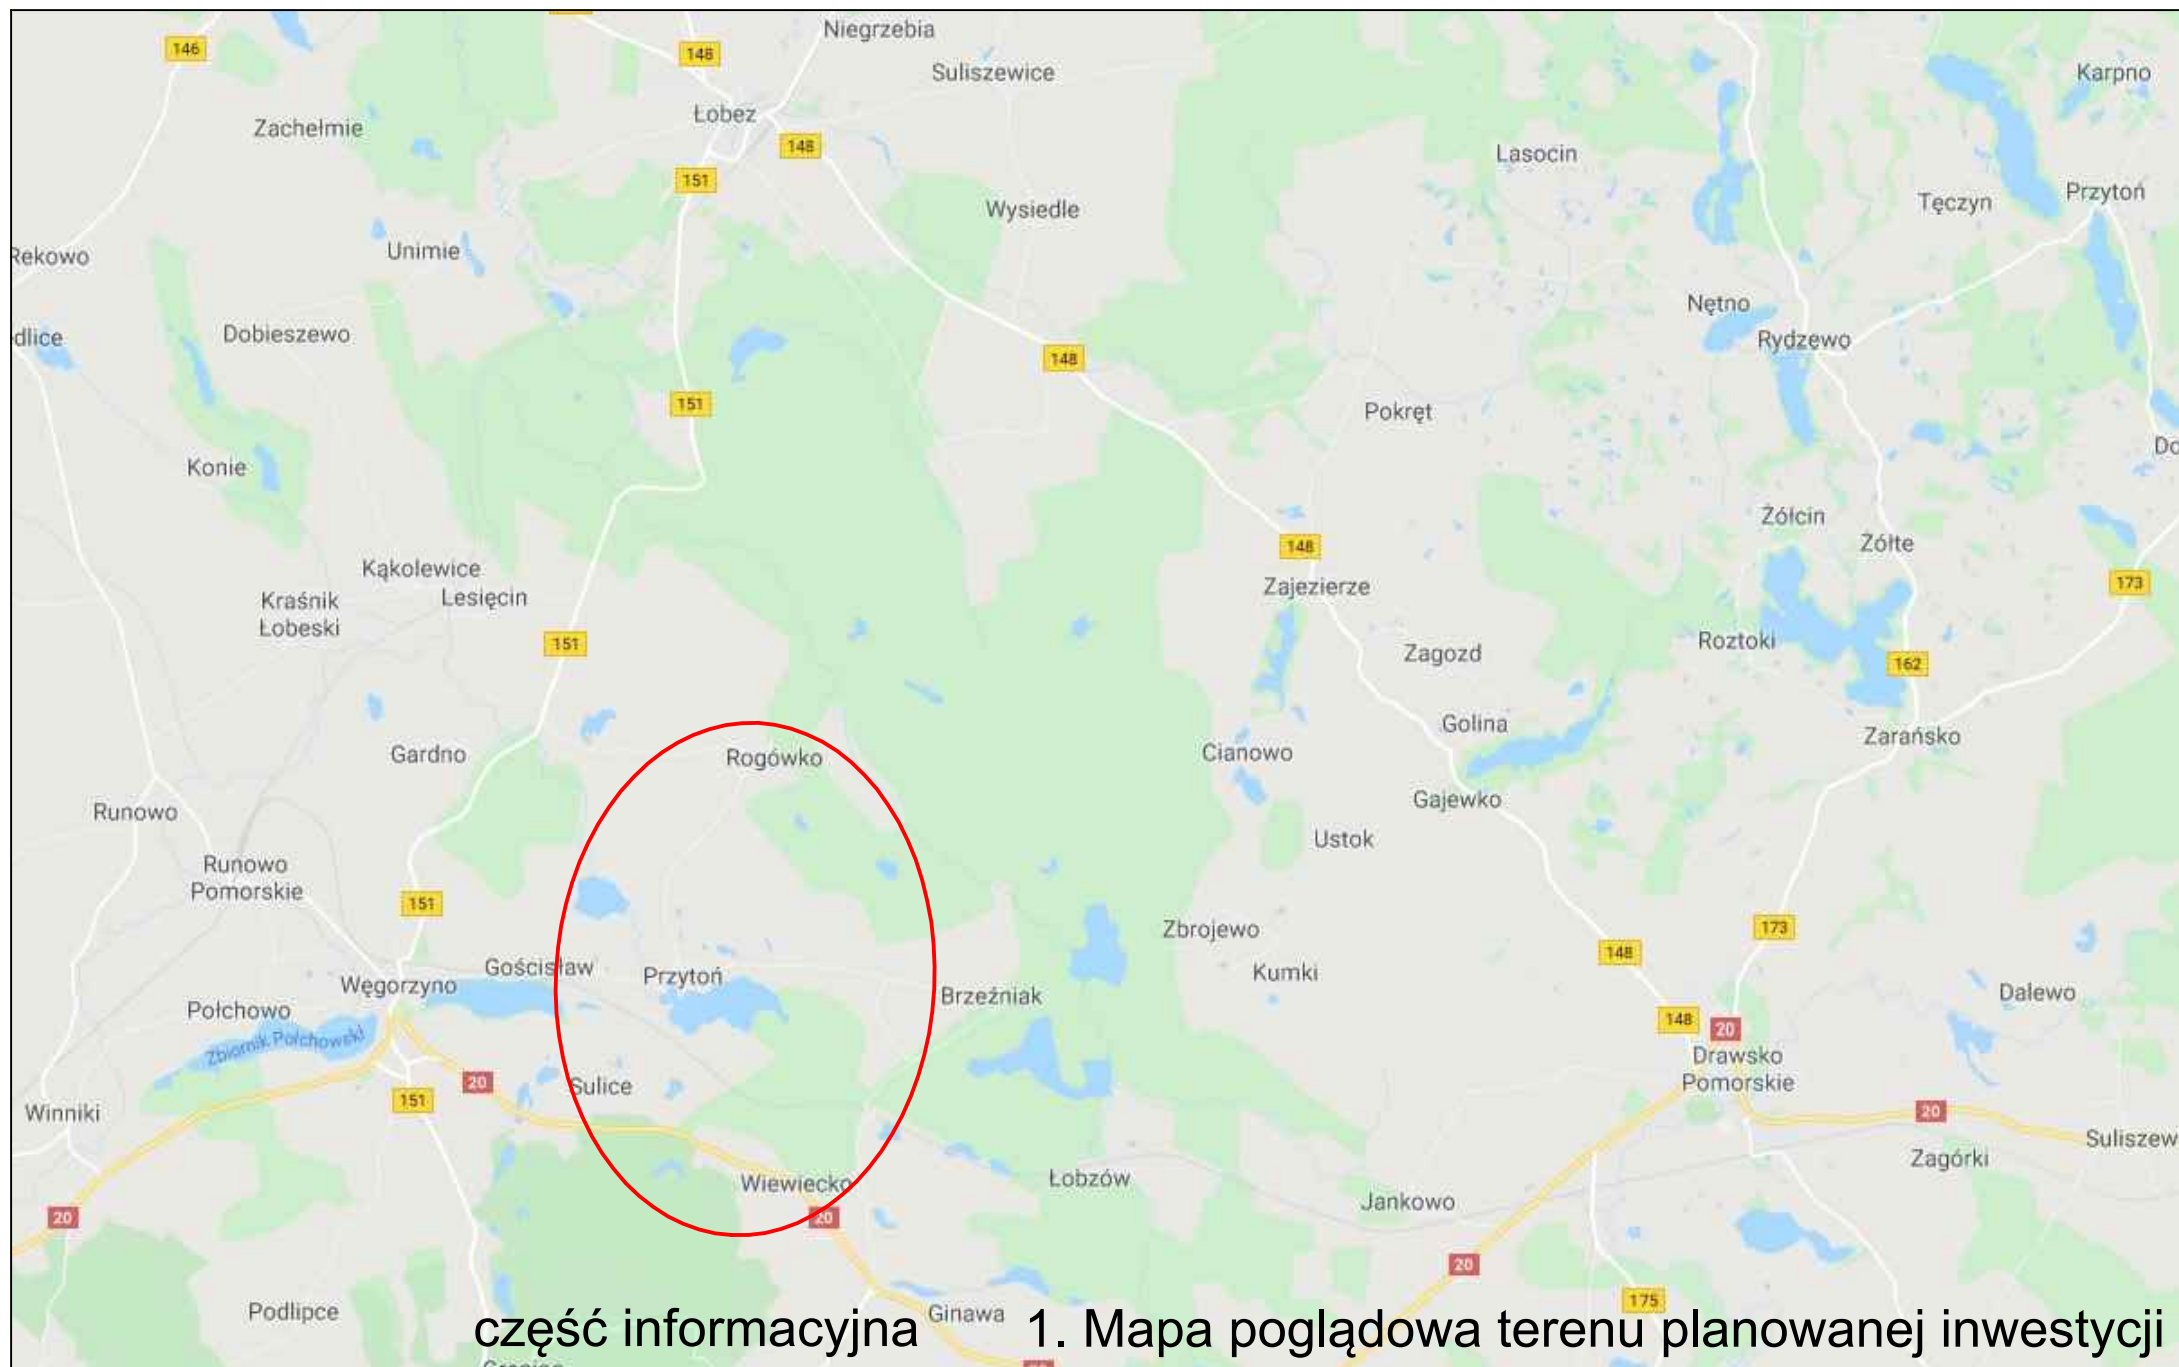 Niegrzebia
146
148
Suliszewice
Karpno
Łobez
Zachełmie
148
Lasocin
151
Przytoń
Tęczyn
Wysiedle
Unimie
Rekowo
Nętno
Dobieszewo
dlice
Rydzewo
148
151
Pokręt
Do
Konie
Żółcin
Żółte
148
Kąkolewice
173
Zajezierze
Lesięcin
Kraśnik
Łobeski
151
Roztoki
Zagozd
162
Golina
Zarańsko
Gardno
Cianowo
Rogówko
Gajewko
Runowo
Ustok
Runowo
Pomorskie
151
Zbrojewo
173
148
Gościsław
Przytoń
Kumki
Węgorzyno
Brzeźniak
Dalewo
Połchowo
148
20
Zbiornik Połchowski
Drawsko
Pomorskie
20
Sulice
151
Winniki
20
Suliszew
Zagórki
Łobzów
Wiewiecko
Jankowo
20
20
20
175
Podlipce
Ginawa
część informacyjna 1. Mapa poglądowa terenu planowanej inwestycji